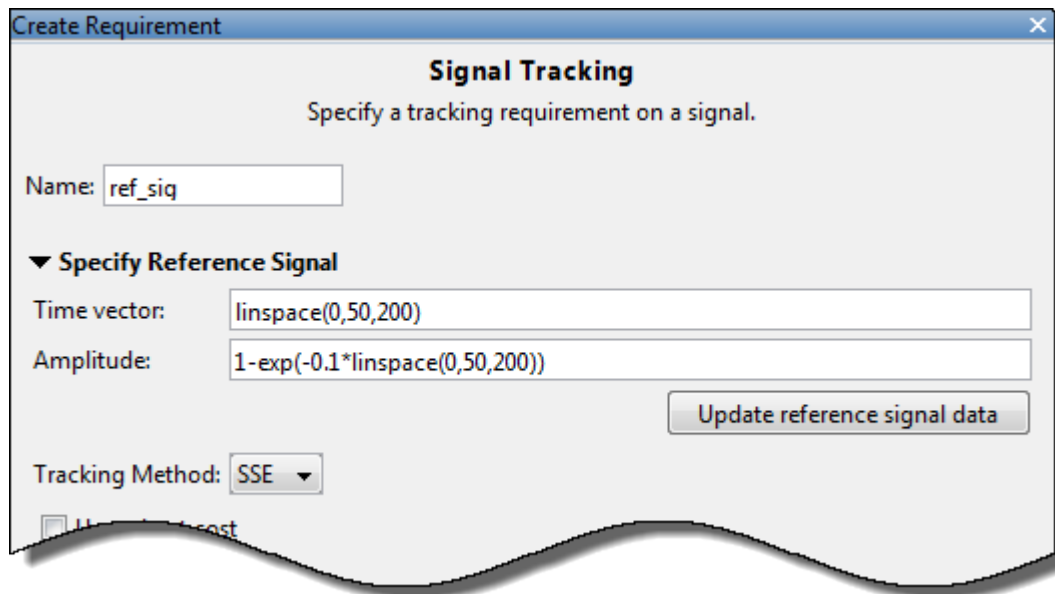 Create Requirement
Signal Tracking
Specify a tracking requirement on a signal.
Name: ref_sig
Specify Reference Signal
Time vector: linspace(0,50,200)
Amplitude: 1-exp(-0.1*linspace(0,50,200))
Update reference signal data
Tracking Method: SSE
cost